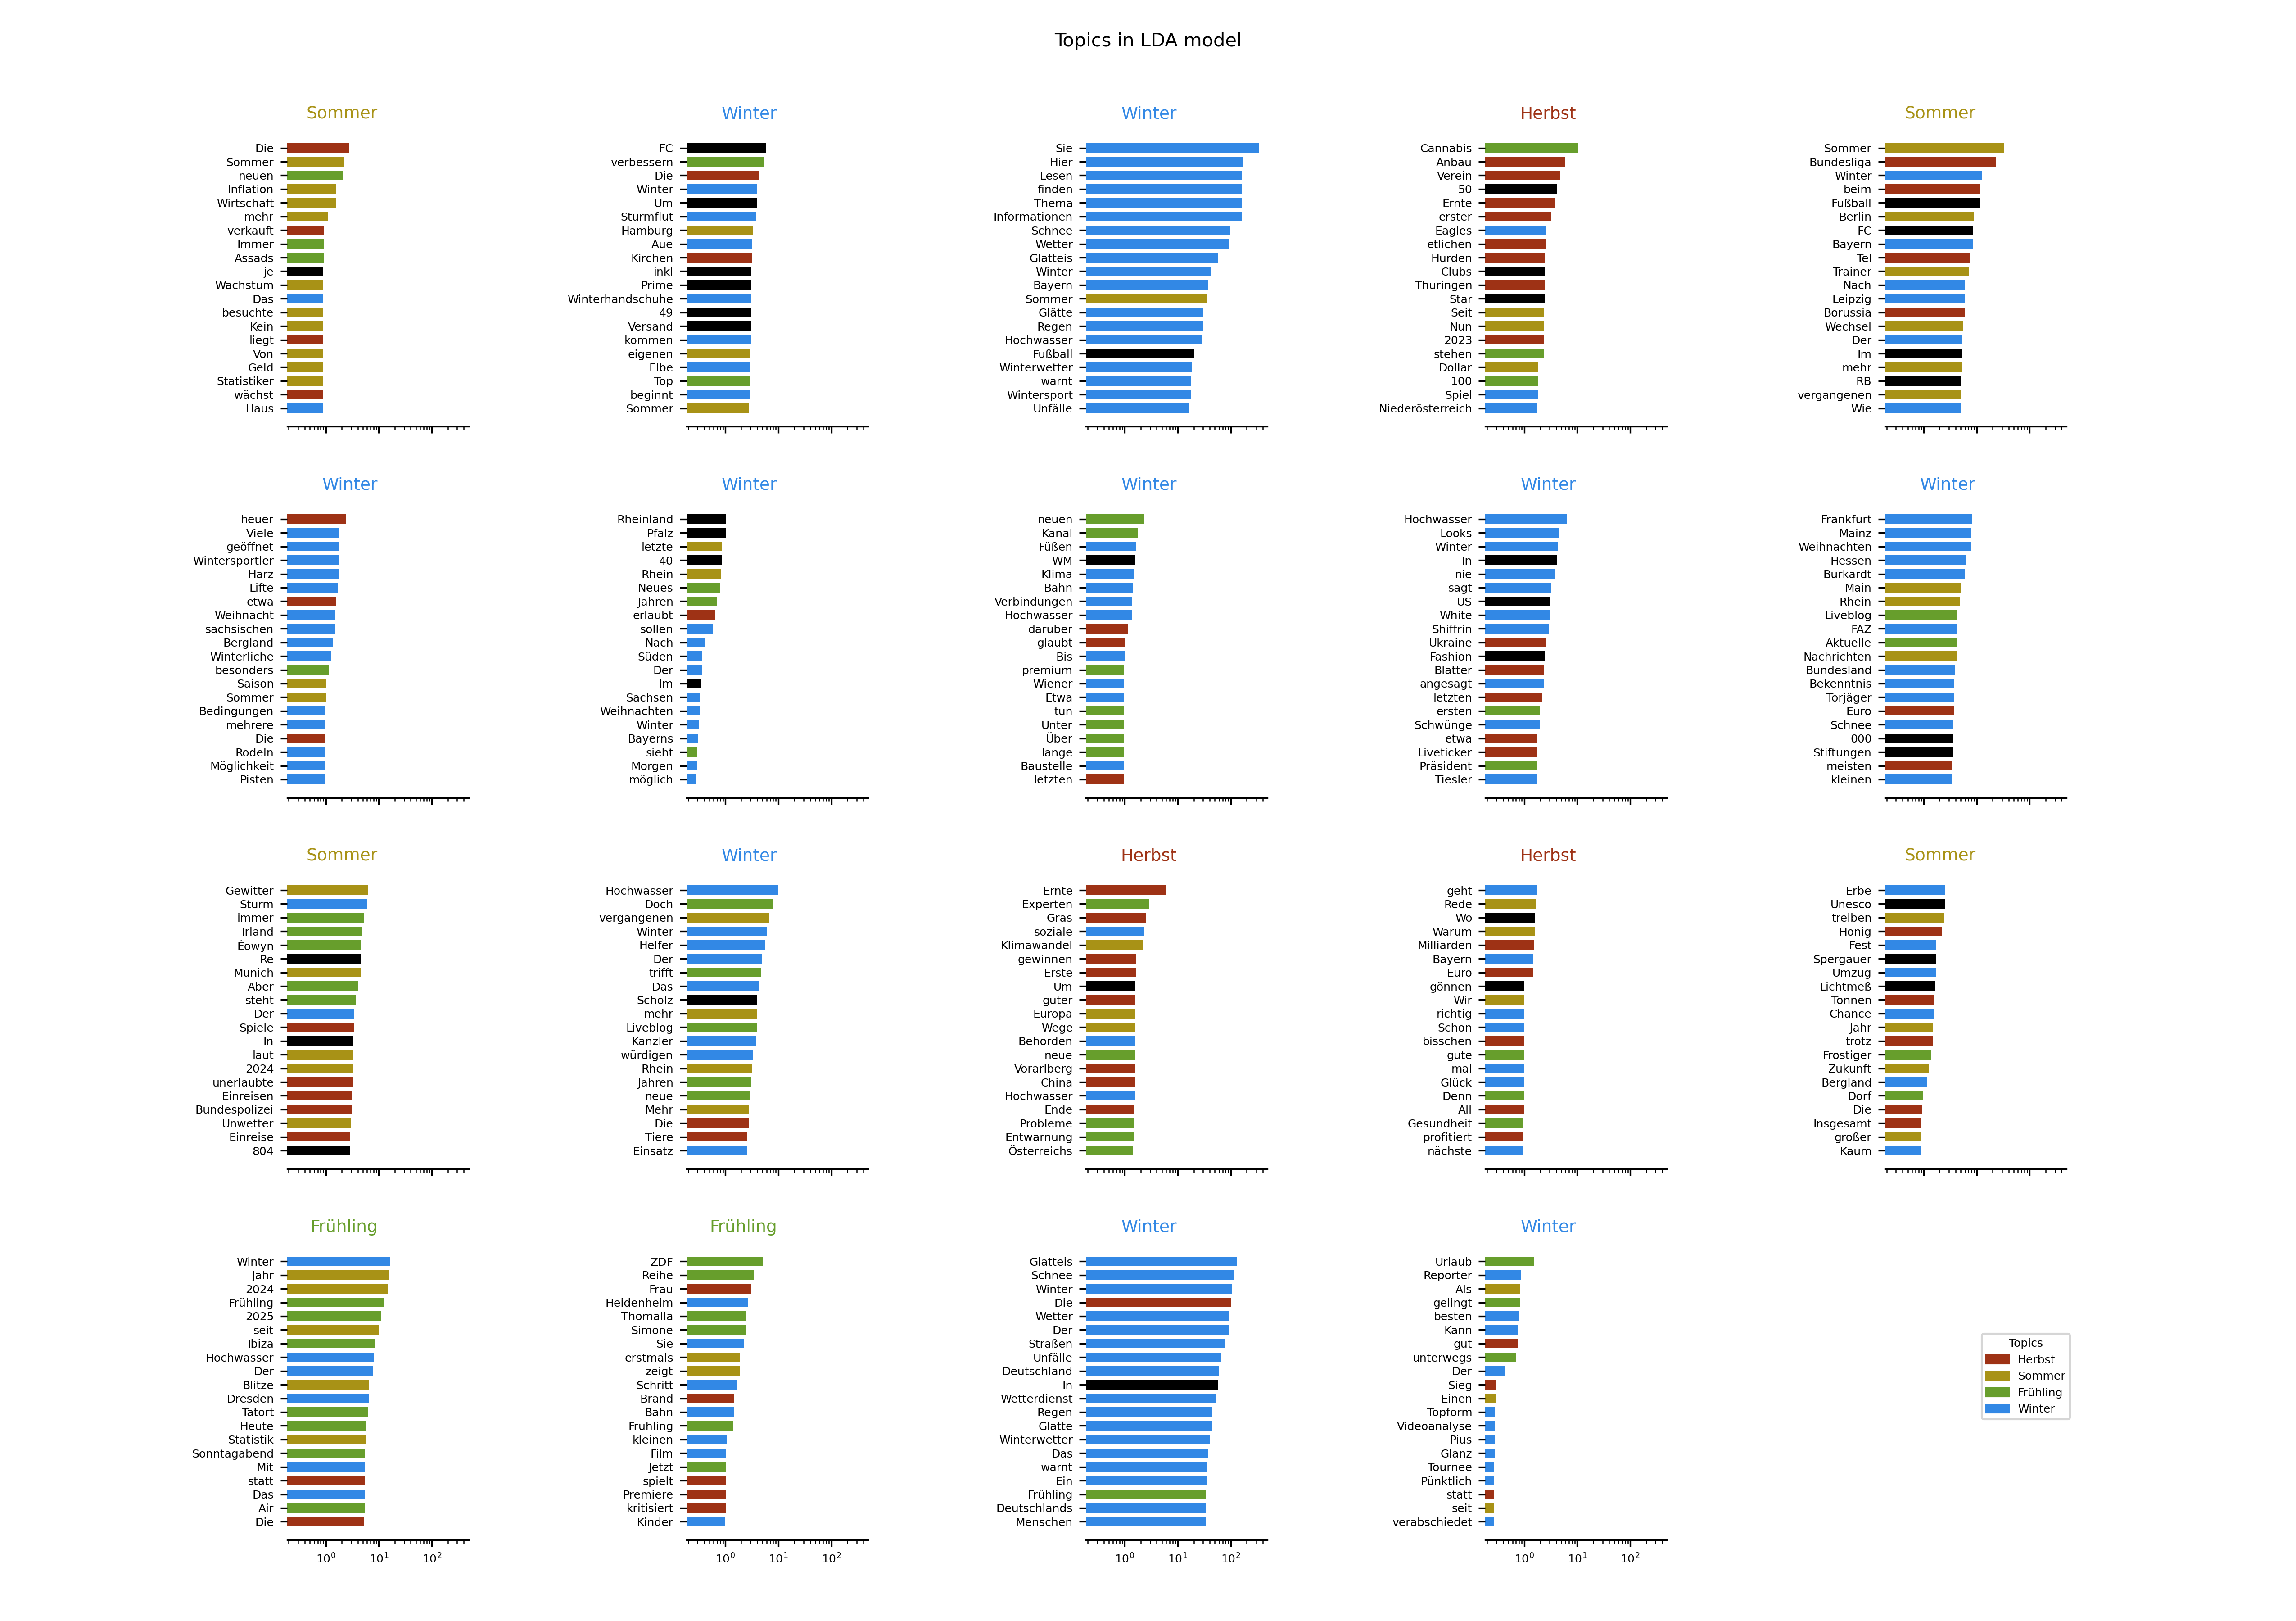 Topics in LDA model
Sommer
Die
Sommer
neuen
Inflation
Wirtschaft
mehr
verkauft
Immer
Assads
je
Wachstum
Das
besuchte
Kein
liegt
Von
Geld
Statistiker
wächst
Haus
Winter
FC
verbessern
Die
Winter
Um
Sturmflut
Hamburg
Aue
Kirchen
inkl
Prime
Winterhandschuhe
49
Versand
kommen
eigenen
Elbe
Top
beginnt
Sommer
Winter
Sie
Hier
Lesen
finden
Thema
Informationen
Schnee
Wetter
Glatteis
Winter
Bayern
Sommer
Glätte
Regen
Hochwasser
Fußball
Winterwetter
warnt
Wintersport
Unfälle
Herbst
Cannabis
Anbau
Verein
50
Ernte
erster
Eagles
etlichen
Hürden
Clubs
Thüringen
Star
Seit
Nun
2023
stehen
Dollar
100
Spiel
Niederösterreich
Sommer
Sommer
Bundesliga
Winter
beim
Fußball
Berlin
FC
Bayern
Tel
Trainer
Nach
Leipzig
Borussia
Wechsel
Der
Im
mehr
RB
vergangenen
Wie
Winter
heuer
Viele
geöffnet
Wintersportler
Harz
Lifte
etwa
Weihnacht
sächsischen
Bergland
Winterliche
besonders
Saison
Sommer
Bedingungen
mehrere
Die
Rodeln
Möglichkeit
Pisten
Winter
Rheinland
Pfalz
letzte
40
Rhein
Neues
Jahren
erlaubt
sollen
Nach
Süden
Der
Im
Sachsen
Weihnachten
Winter
Bayerns
sieht
Morgen
möglich
Winter
neuen
Kanal
Füßen
WM
Klima
Bahn
Verbindungen
Hochwasser
darüber
glaubt
Bis
premium
Wiener
Etwa
tun
Unter
Über
lange
Baustelle
letzten
Winter
Hochwasser
Looks
Winter
In
nie
sagt
US
White
Shiffrin
Ukraine
Fashion
Blätter
angesagt
letzten
ersten
Schwünge
etwa
Liveticker
Präsident
Tiesler
Winter
Frankfurt
Mainz
Weihnachten
Hessen
Burkardt
Main
Rhein
Liveblog
FAZ
Aktuelle
Nachrichten
Bundesland
Bekenntnis
Torjäger
Euro
Schnee
000
Stiftungen
meisten
kleinen
Sommer
Gewitter
Sturm
immer
Irland
Éowyn
Re
Munich
Aber
steht
Der
Spiele
In
laut
2024
unerlaubte
Einreisen
Bundespolizei
Unwetter
Einreise
804
Winter
Hochwasser
Doch
vergangenen
Winter
Helfer
Der
trifft
Das
Scholz
mehr
Liveblog
Kanzler
würdigen
Rhein
Jahren
neue
Mehr
Die
Tiere
Einsatz
Herbst
Ernte
Experten
Gras
soziale
Klimawandel
gewinnen
Erste
Um
guter
Europa
Wege
Behörden
neue
Vorarlberg
China
Hochwasser
Ende
Probleme
Entwarnung
Österreichs
Herbst
geht
Rede
Wo
Warum
Milliarden
Bayern
Euro
gönnen
Wir
richtig
Schon
bisschen
gute
mal
Glück
Denn
All
Gesundheit
profitiert
nächste
Sommer
Erbe
Unesco
treiben
Honig
Fest
Spergauer
Umzug
Lichtmeß
Tonnen
Chance
Jahr
trotz
Frostiger
Zukunft
Bergland
Dorf
Die
Insgesamt
großer
Kaum
Frühling
Winter
Jahr
2024
Frühling
2025
seit
Ibiza
Hochwasser
Der
Blitze
Dresden
Tatort
Heute
Statistik
Sonntagabend
Mit
statt
Das
Air
Die
10⁰ 10¹ 10²
Frühling
ZDF
Reihe
Frau
Heidenheim
Thomalla
Simone
Sie
erstmals
zeigt
Schritt
Brand
Bahn
Frühling
kleinen
Film
Jetzt
spielt
Premiere
kritisiert
Kinder
10⁰ 10¹ 10²
Winter
Glatteis
Schnee
Winter
Die
Wetter
Der
Straßen
Unfälle
Deutschland
In
Wetterdienst
Regen
Glätte
Winterwetter
Das
warnt
Ein
Frühling
Deutschlands
Menschen
10⁰ 10¹ 10²
Winter
Urlaub
Reporter
Als
gelingt
besten
Kann
gut
unterwegs
Der
Sieg
Einen
Topform
Videoanalyse
Pius
Glanz
Tournee
Pünktlich
statt
seit
verabschiedet
10⁰ 10¹ 10²
Topics
Herbst
Sommer
Frühling
Winter